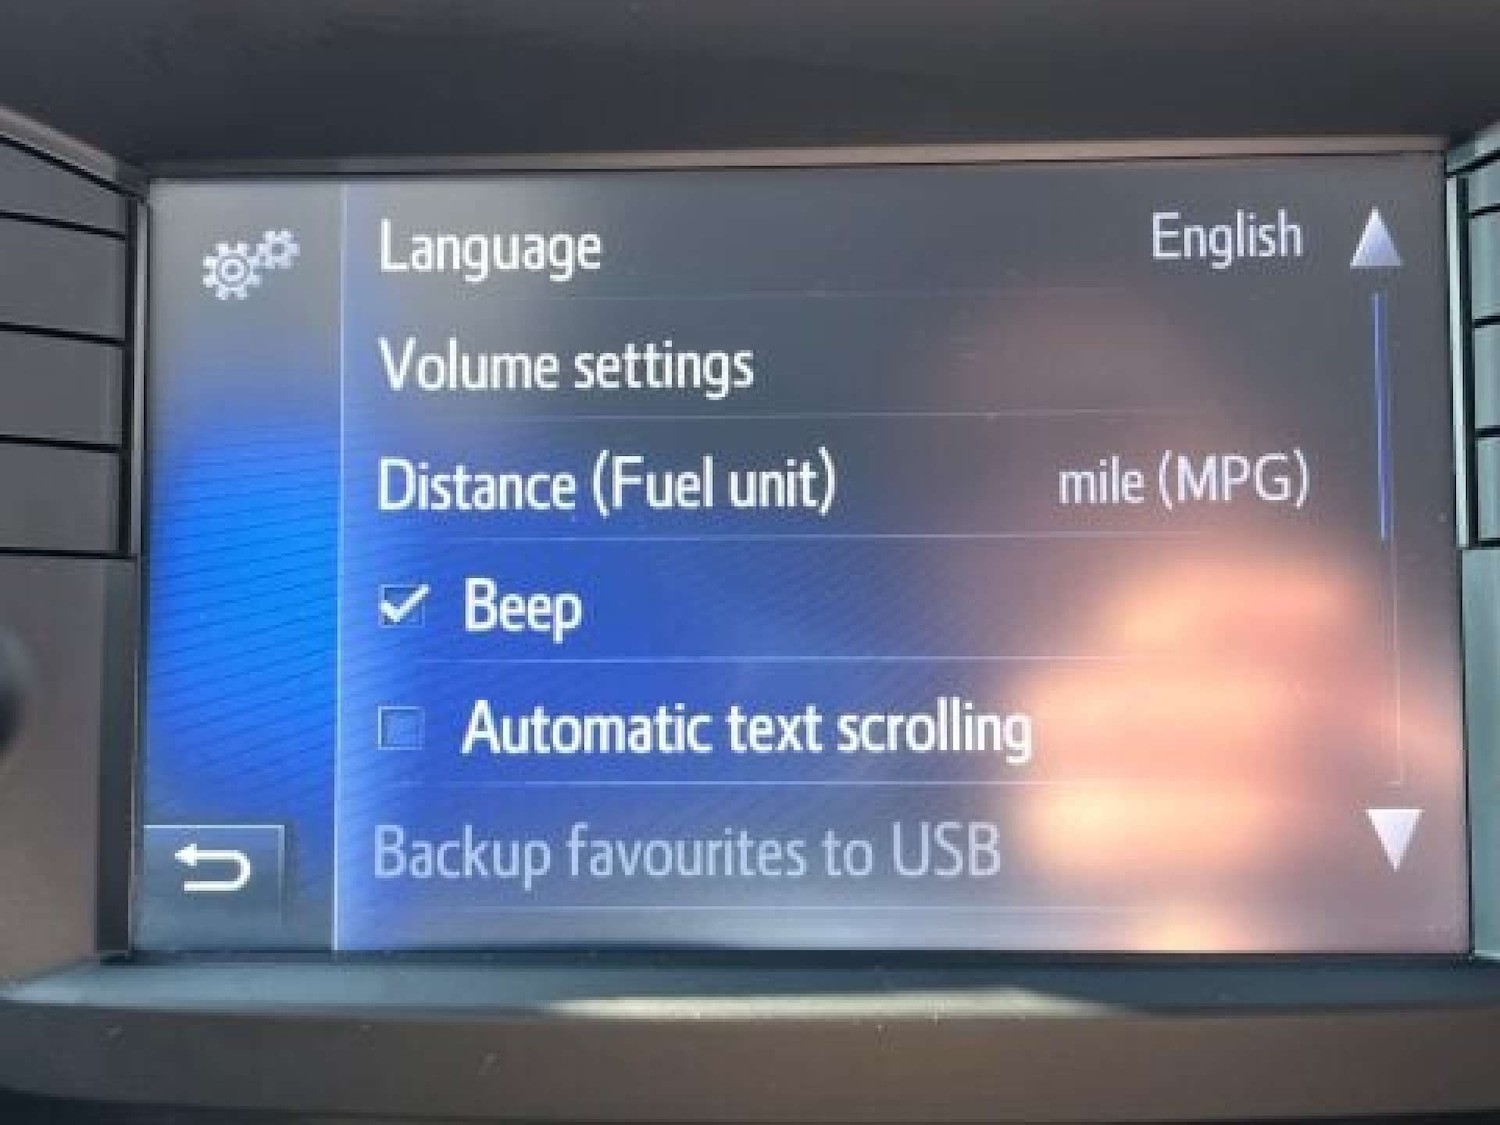 Language English
Volume settings
Distance (Fuel unit) mile (MPG)
Beep
Automatic text scrolling
Backup favourites to USB